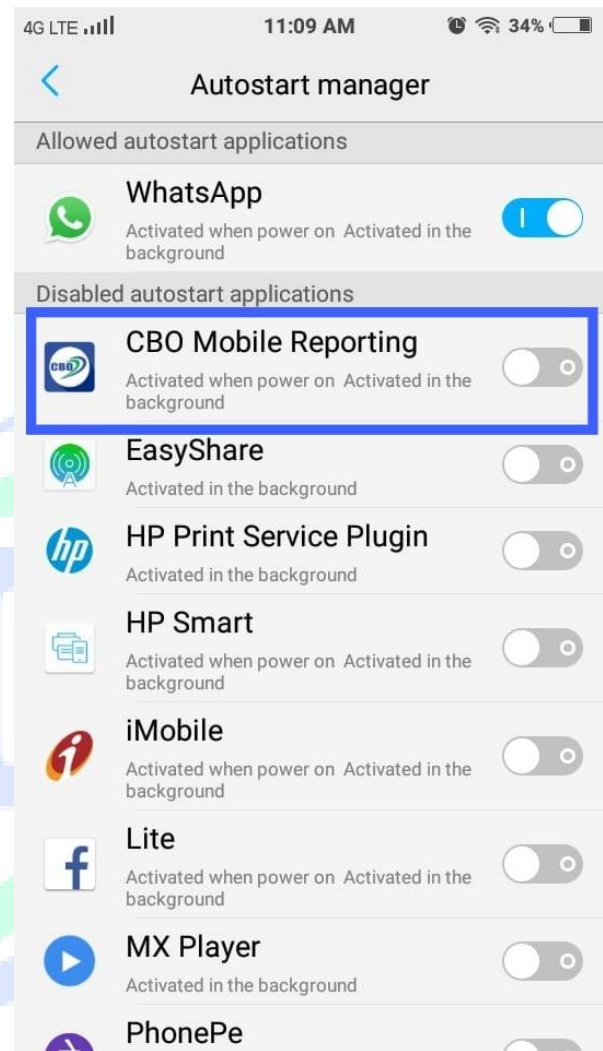 4G LTE 11:09 AM 34%
Autostart manager
Allowed autostart applications
WhatsApp
Activated when power on Activated in the
background
Disabled autostart applications
CBO
CBO Mobile Reporting
Activated when power on Activated in the
background
EasyShare
Activated in the background
hp
HP Print Service Plugin
Activated in the background
HP Smart
Activated when power on Activated in the
background
i
iMobile
Activated when power on Activated in the
background
f
Lite
Activated when power on Activated in the
background
MX Player
Activated in the background
PhonePe